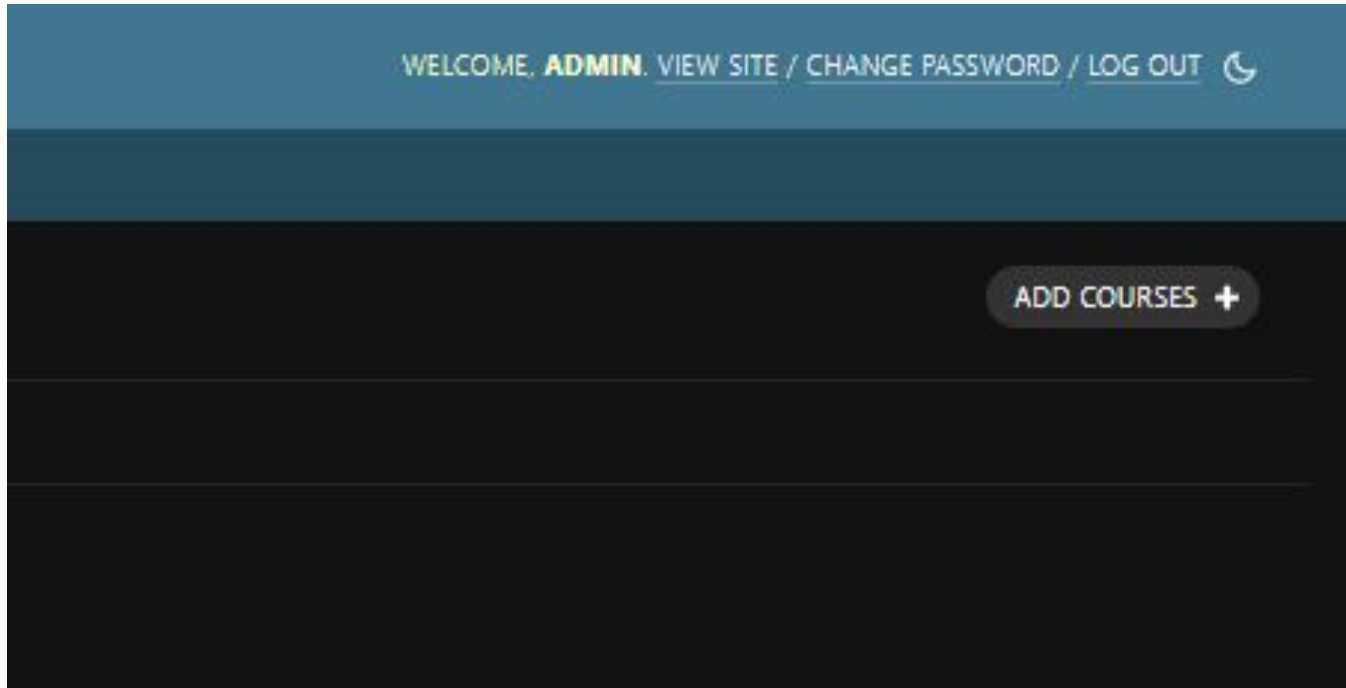 WELCOME, ADMIN. VIEW SITE / CHANGE PASSWORD / LOG OUT
ADD COURSES +